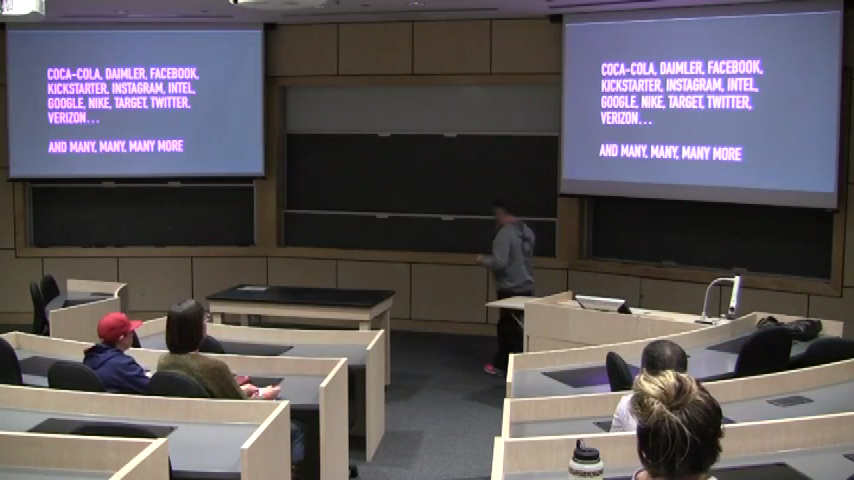 COCA-COLA, DAIMLER, FACEBOOK,
KICKSTARTER, INSTAGRAM, INTEL,
GOOGLE, NIKE, TARGET, TWITTER,
VERIZON...
AND MANY, MANY, MANY MORE
COCA-COLA, DAIMLER, FACEBOOK,
KICKSTARTER, INSTAGRAM, INTEL,
GOOGLE, NIKE, TARGET, TWITTER,
VERIZON...
AND MANY, MANY, MANY MORE